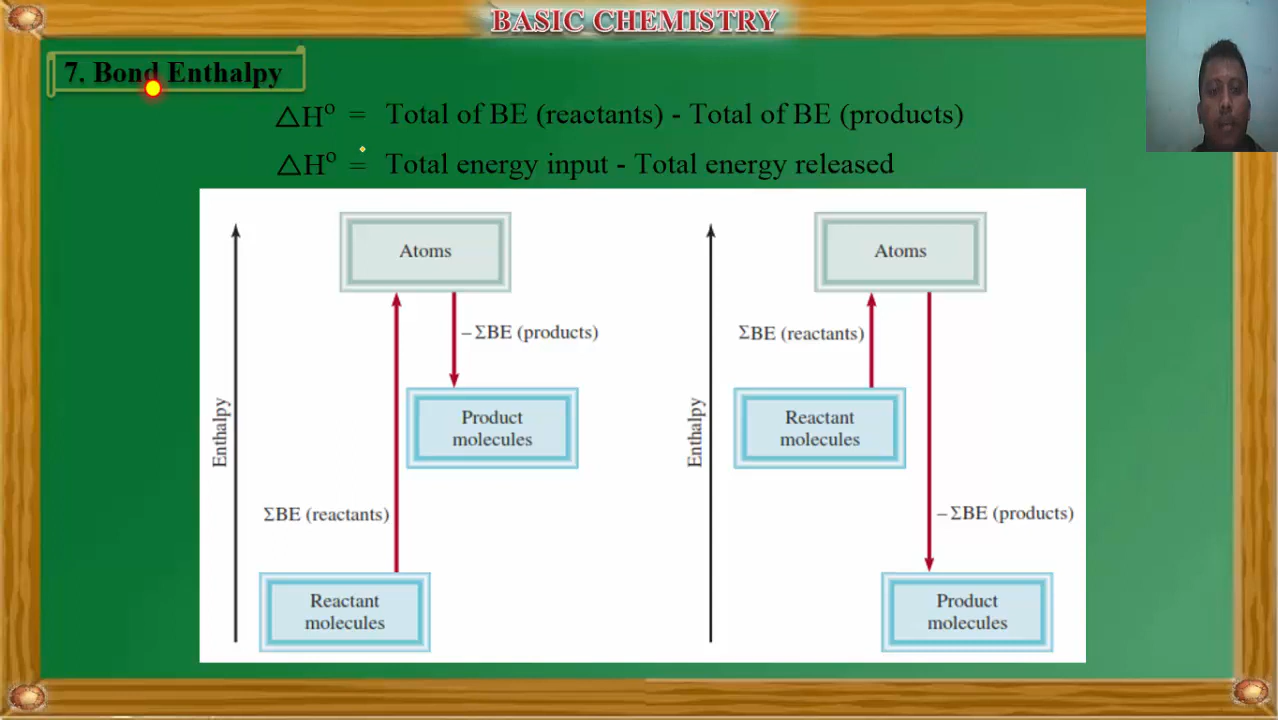 BASIC CHEMISTRY
7. Bond Enthalpy
△Hº = Total of BE (reactants) - Total of BE (products)
△Hº = Total energy input - Total energy released
Atoms
–ΣBE (products)
Product
molecules
Enthalpy
ΣBE (reactants)
Reactant
molecules
Atoms
ΣBE (reactants)
Reactant
molecules
Enthalpy
–ΣBE (products)
Product
molecules